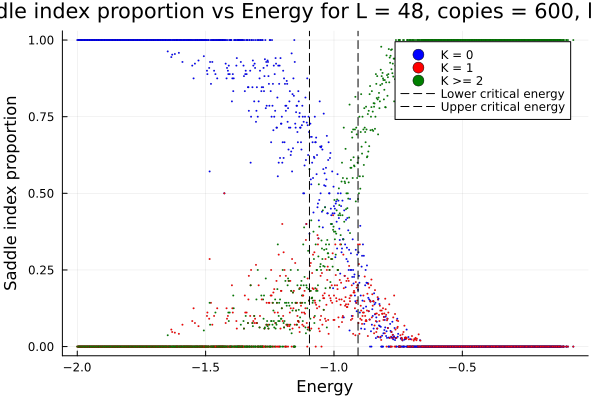 dle index proportion vs Energy for L = 48, copies = 600,
1.00
0.75
0.50
0.25
0.00
Saddle index proportion
K = 0
K = 1
K >= 2
Lower critical energy
Upper critical energy
−2.0 −1.5 −1.0 −0.5
Energy